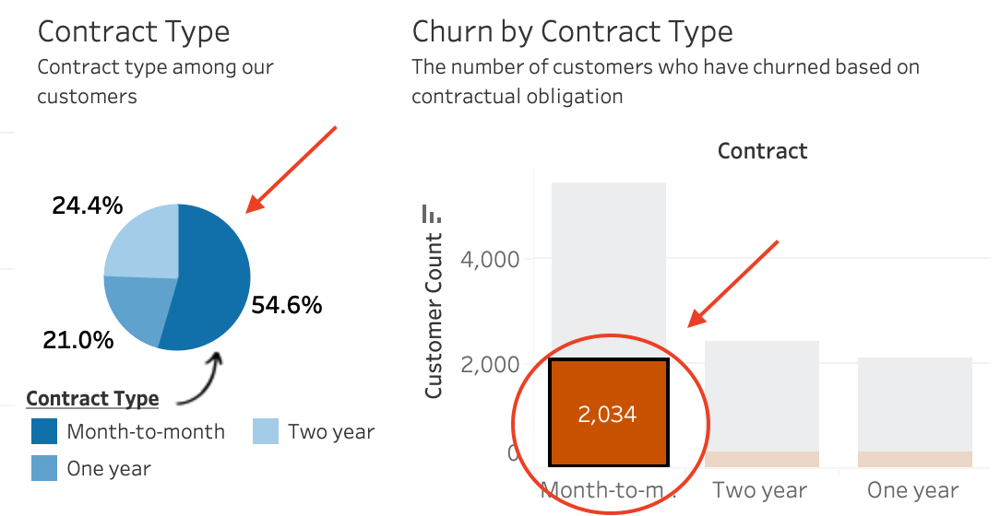 Contract Type
Contract type among our
customers
24.4%
54.6%
21.0%
Contract Type
Month-to-month
Two year
One year
Churn by Contract Type
The number of customers who have churned based on
contractual obligation
Contract
Customer Count
4,000
2,000
0
2,034
Month-to-m..
Two year
One year